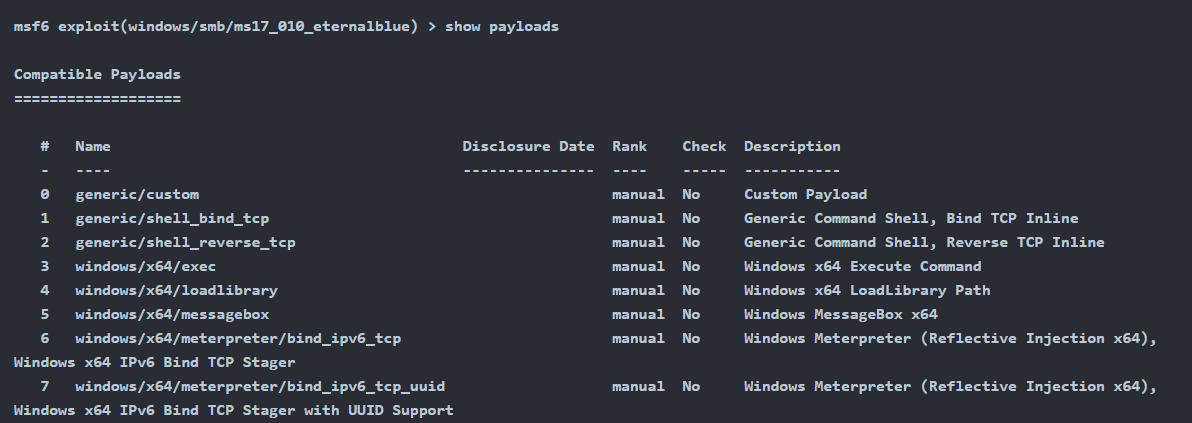 msf6 exploit(windows/smb/ms17_010_eternalblue) > show payloads
Compatible Payloads
===================
#   Name                                        Disclosure Date  Rank    Check  Description
-   ----                                        ---------------  ----    -----  -----------
0   generic/custom                                               manual  No     Custom Payload
1   generic/shell_bind_tcp                                       manual  No     Generic Command Shell, Bind TCP Inline
2   generic/shell_reverse_tcp                                    manual  No     Generic Command Shell, Reverse TCP Inline
3   windows/x64/exec                                             manual  No     Windows x64 Execute Command
4   windows/x64/loadlibrary                                      manual  No     Windows x64 LoadLibrary Path
5   windows/x64/messagebox                                       manual  No     Windows MessageBox x64
6   windows/x64/meterpreter/bind_ipv6_tcp                        manual  No     Windows Meterpreter (Reflective Injection x64),
Windows x64 IPv6 Bind TCP Stager
7   windows/x64/meterpreter/bind_ipv6_tcp_uuid                   manual  No     Windows Meterpreter (Reflective Injection x64),
Windows x64 IPv6 Bind TCP Stager with UUID Support